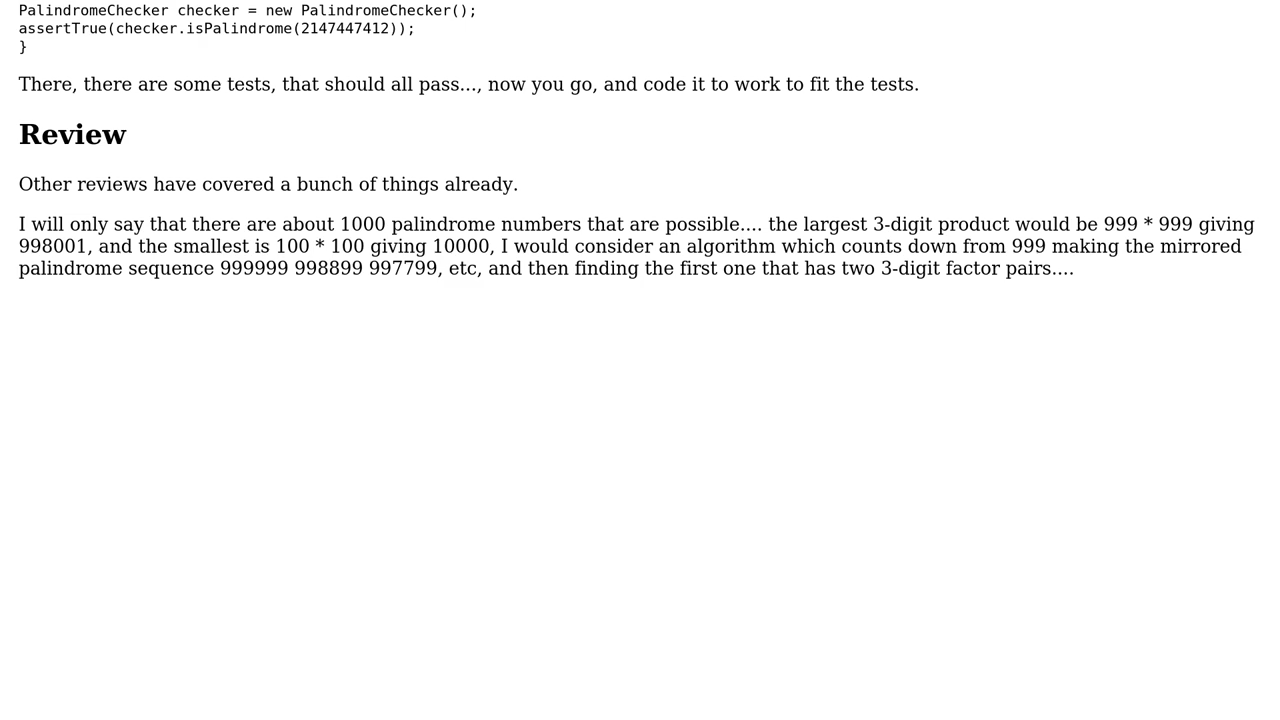 PalindromeChecker checker = new PalindromeChecker();
assertTrue(checker.isPalindrome(2147447412));
}
There, there are some tests, that should all pass..., now you go, and code it to work to fit the tests.
Review
Other reviews have covered a bunch of things already.
I will only say that there are about 1000 palindrome numbers that are possible.... the largest 3-digit product would be 999 * 999 giving
998001, and the smallest is 100 * 100 giving 10000, I would consider an algorithm which counts down from 999 making the mirrored
palindrome sequence 999999 998899 997799, etc, and then finding the first one that has two 3-digit factor pairs....